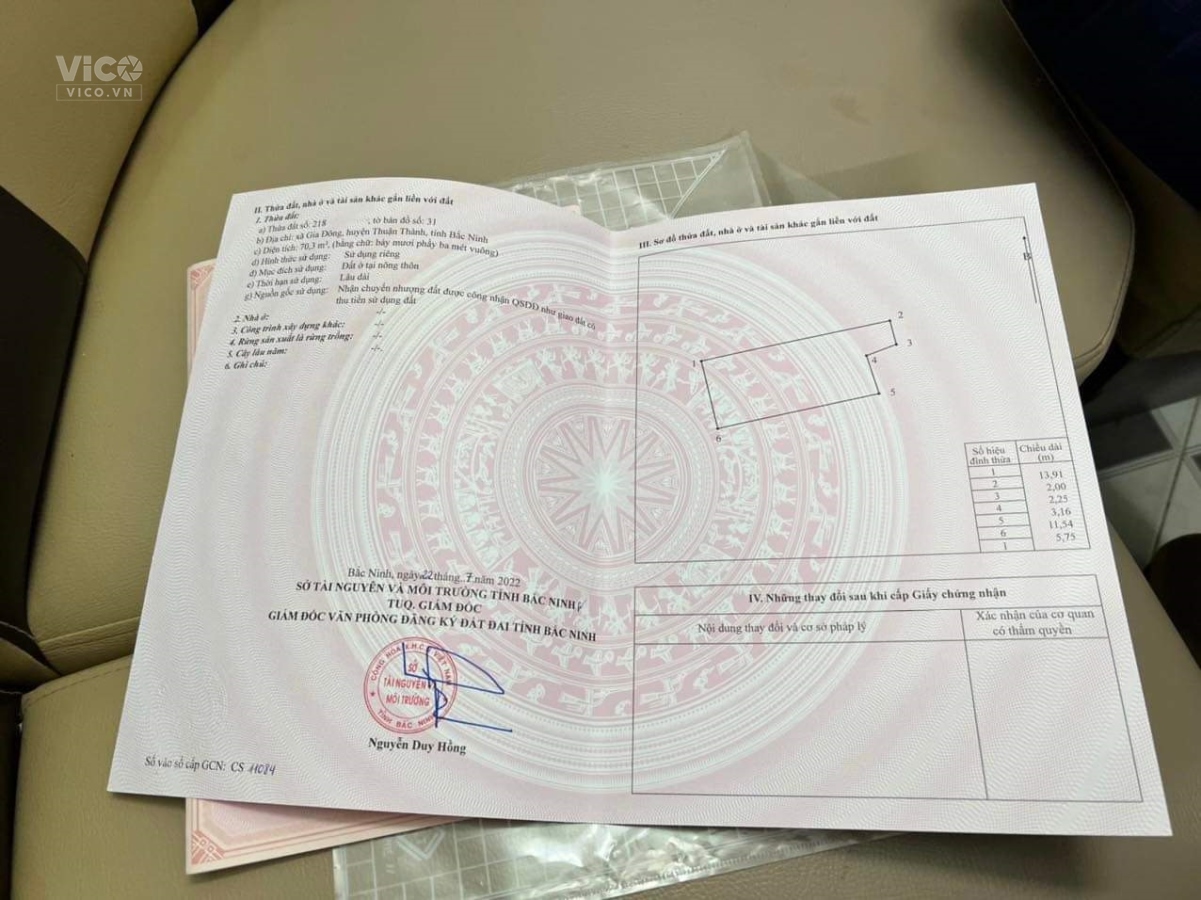 VICO
VICO.VN
II. Thửa đất, nhà ở và tài sản khác gắn liền với đất
1. Thửa đất:
a) Thửa đất số: 218 , tờ bản đồ số: 31
b) Địa chỉ: xã Gia Đông, huyện Thuận Thành, tỉnh Bắc Ninh
c) Diện tích: 70,3 m², (bằng chữ: bảy mươi phẩy ba mét vuông)
d) Hình thức sử dụng: Sử dụng riêng
đ) Mục đích sử dụng: Đất ở tại nông thôn
e) Thời hạn sử dụng: Lâu dài
g) Nguồn gốc sử dụng: Nhận chuyển nhượng đất được công nhận QSDĐ như giao đất có
thu tiền sử dụng đất
2. Nhà ở: -/-
3. Công trình xây dựng khác: -/-
4. Rừng sản xuất là rừng trồng: -/-
5. Cây lâu năm: -/-
6. Ghi chú:
Bắc Ninh, ngày 22 tháng 7 năm 2022
SỞ TÀI NGUYÊN VÀ MÔI TRƯỜNG TỈNH BẮC NINH
TUQ. GIÁM ĐỐC
GIÁM ĐỐC VĂN PHÒNG ĐĂNG KÝ ĐẤT ĐAI TỈNH BẮC NINH
SỞ
TÀI NGUYÊN
MÔI TRƯỜNG
TỈNH BẮC NINH
Nguyễn Duy Hồng
Số vào sổ cấp GCN: CS 11084
III. Sơ đồ thửa đất, nhà ở và tài sản khác gắn liền với đất
B
1
2
3
4
5
6
Số hiệu đỉnh thửa Chiều dài (m)
1
13,91
2
2,00
3
2,25
4
3,16
5
11,54
6
5,75
1
IV. Những thay đổi sau khi cấp Giấy chứng nhận
Nội dung thay đổi và cơ sở pháp lý
Xác nhận của cơ quan
có thẩm quyền